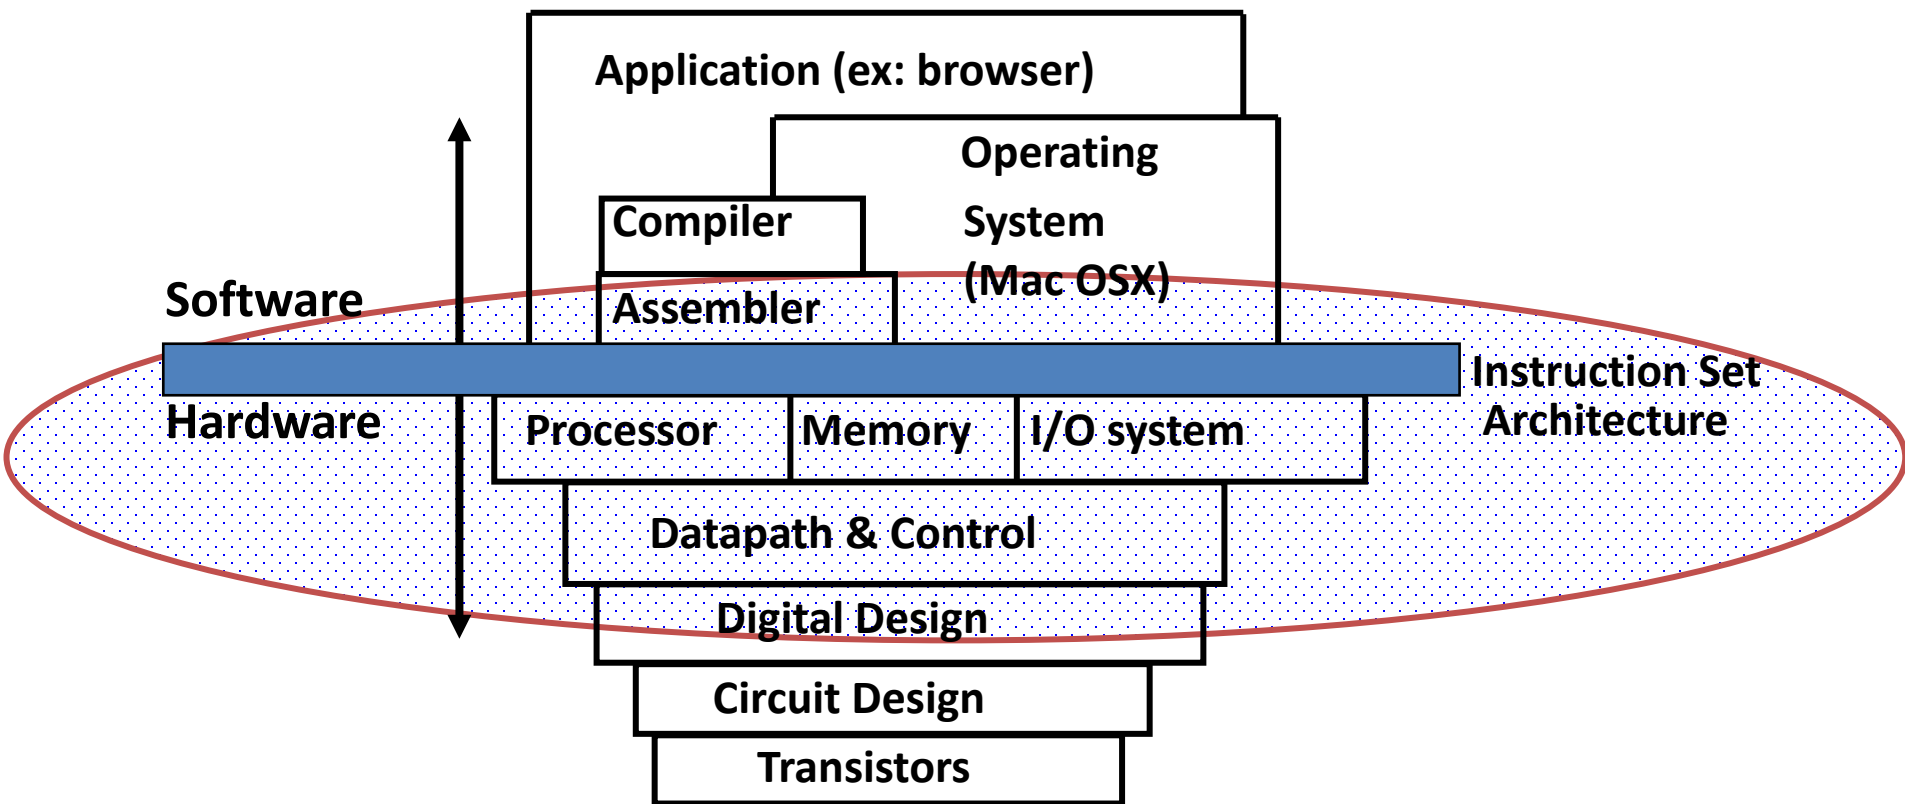 Application (ex: browser)
Operating
System
(Mac OSX)
Compiler
Assembler
Software
Hardware
Instruction Set
Architecture
Processor
Memory
I/O system
Datapath & Control
Digital Design
Circuit Design
Transistors